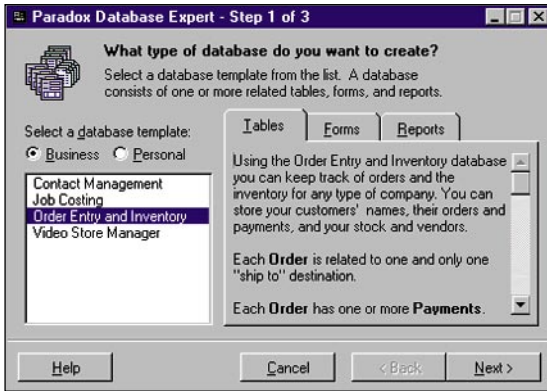 Paradox Database Expert - Step 1 of 3
What type of database do you want to create?
Select a database template from the list. A database
consists of one or more related tables, forms, and reports.
Select a database template:
Business Personal
Contact Management
Job Costing
Order Entry and Inventory
Video Store Manager
Tables Forms Reports
Using the Order Entry and Inventory database
you can keep track of orders and the
inventory for any type of company. You can
store your customers' names, their orders and
payments, and your stock and vendors.
Each Order is related to one and only one
"ship to" destination.
Each Order has one or more Payments.
Help Cancel < Back Next >